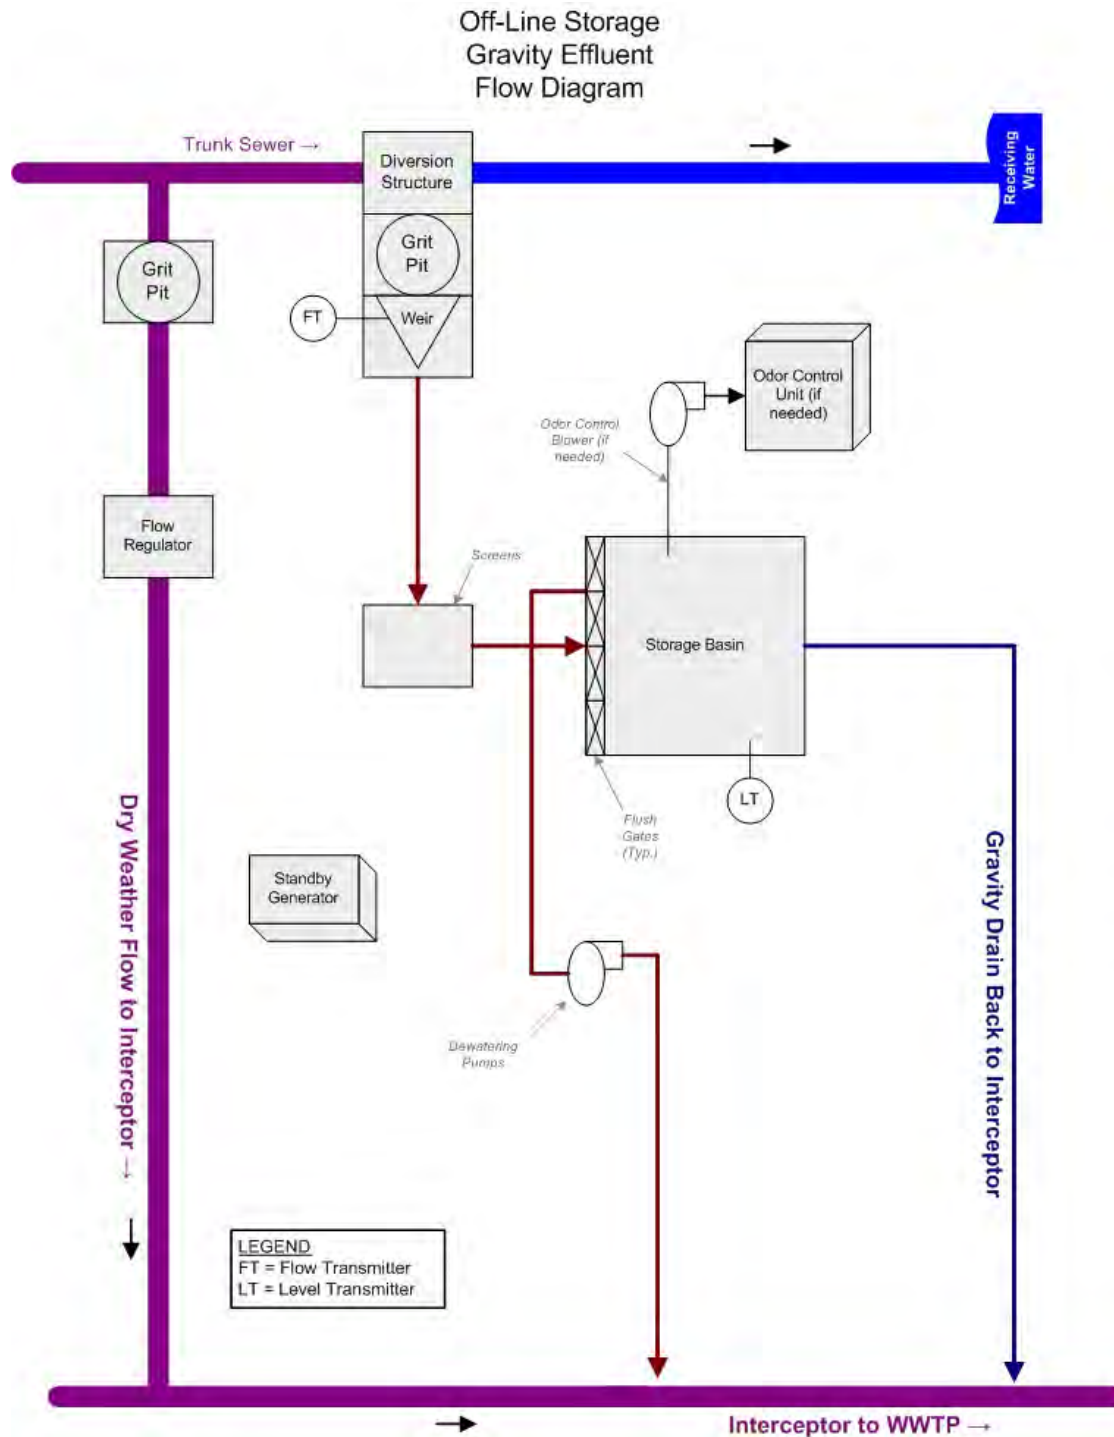 Off-Line Storage
Gravity Effluent
Flow Diagram
Trunk Sewer →
Diversion
Structure
Receiving
Water
Grit
Pit
Grit
Pit
FT
Weir
Odor Control
Unit (if
needed)
Odor Control
Blower (if
needed)
Flow
Regulator
Screens
Storage Basin
LT
Flush
Gates
(Typ.)
Dry Weather Flow to Interceptor →
Standby
Generator
Gravity Drain Back to Interceptor
Dewatering
Pumps
LEGEND
FT = Flow Transmitter
LT = Level Transmitter
Interceptor to WWTP →